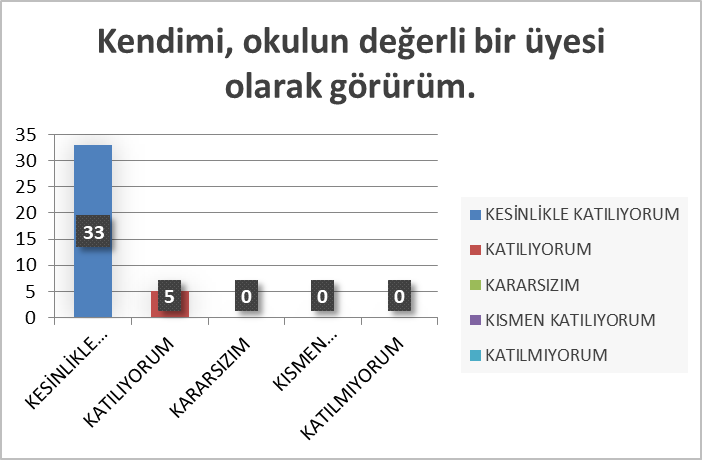 Kendimi, okulun değerli bir üyesi
olarak görürüm.
35
30
25
20
15
10
5
0
33
5
0
0
0
KESİNLİKLE...
KATILIYORUM
KARARSIZIM
KISMEN...
KATILMIYORUM
KESİNLİKLE KATILIYORUM
KATILIYORUM
KARARSIZIM
KISMEN KATILIYORUM
KATILMIYORUM